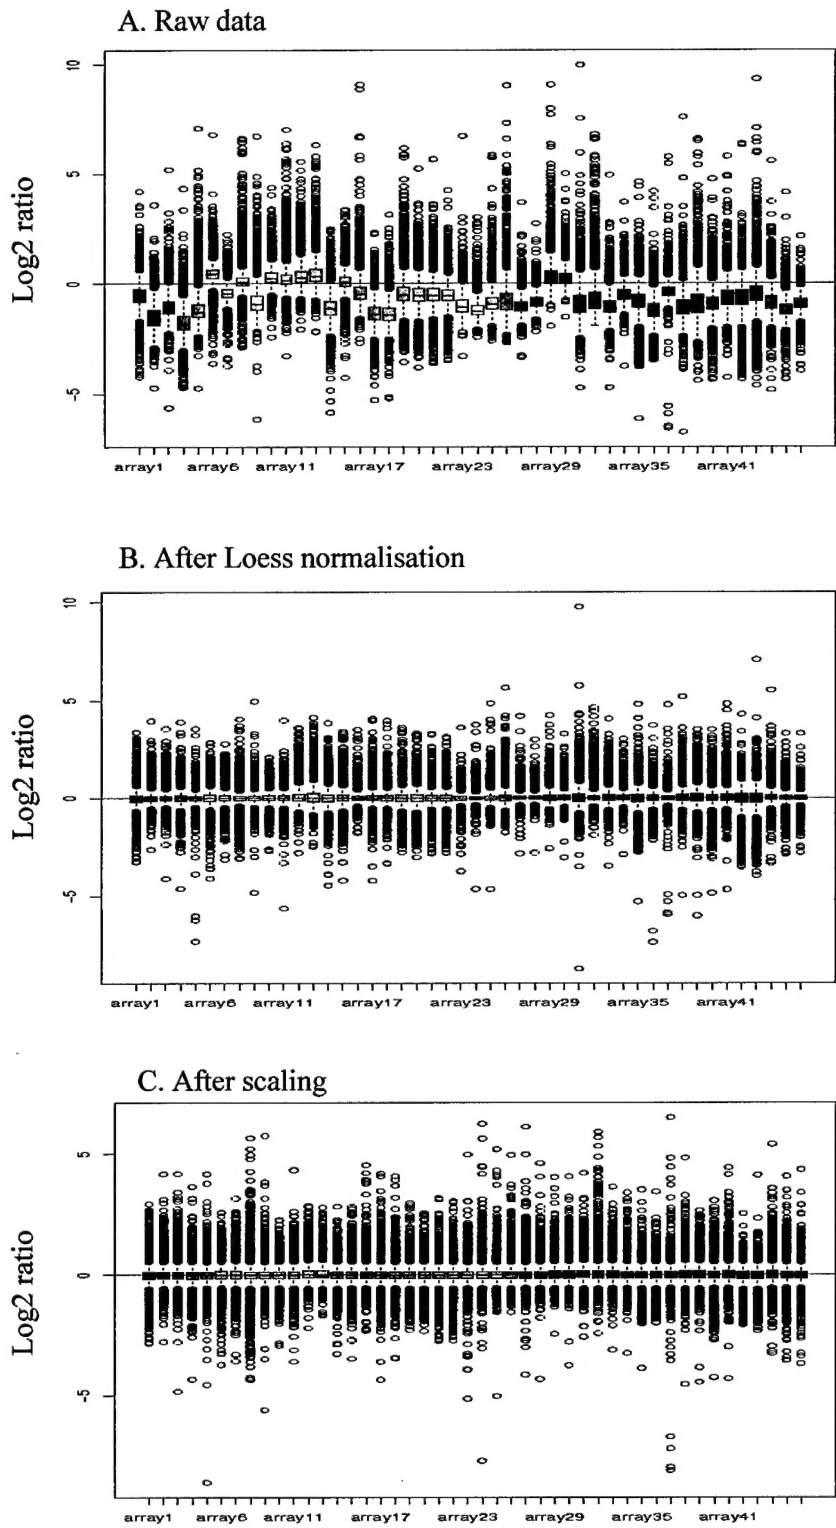 A. Raw data
Log2 ratio
10
5
0
-5
array1 array6 array11 array17 array23 array29 array35 array41
B. After Loess normalisation
Log2 ratio
10
5
0
-5
array1 array6 array11 array17 array23 array29 array35 array41
C. After scaling
Log2 ratio
5
0
-5
array1 array6 array11 array17 array23 array29 array35 array41